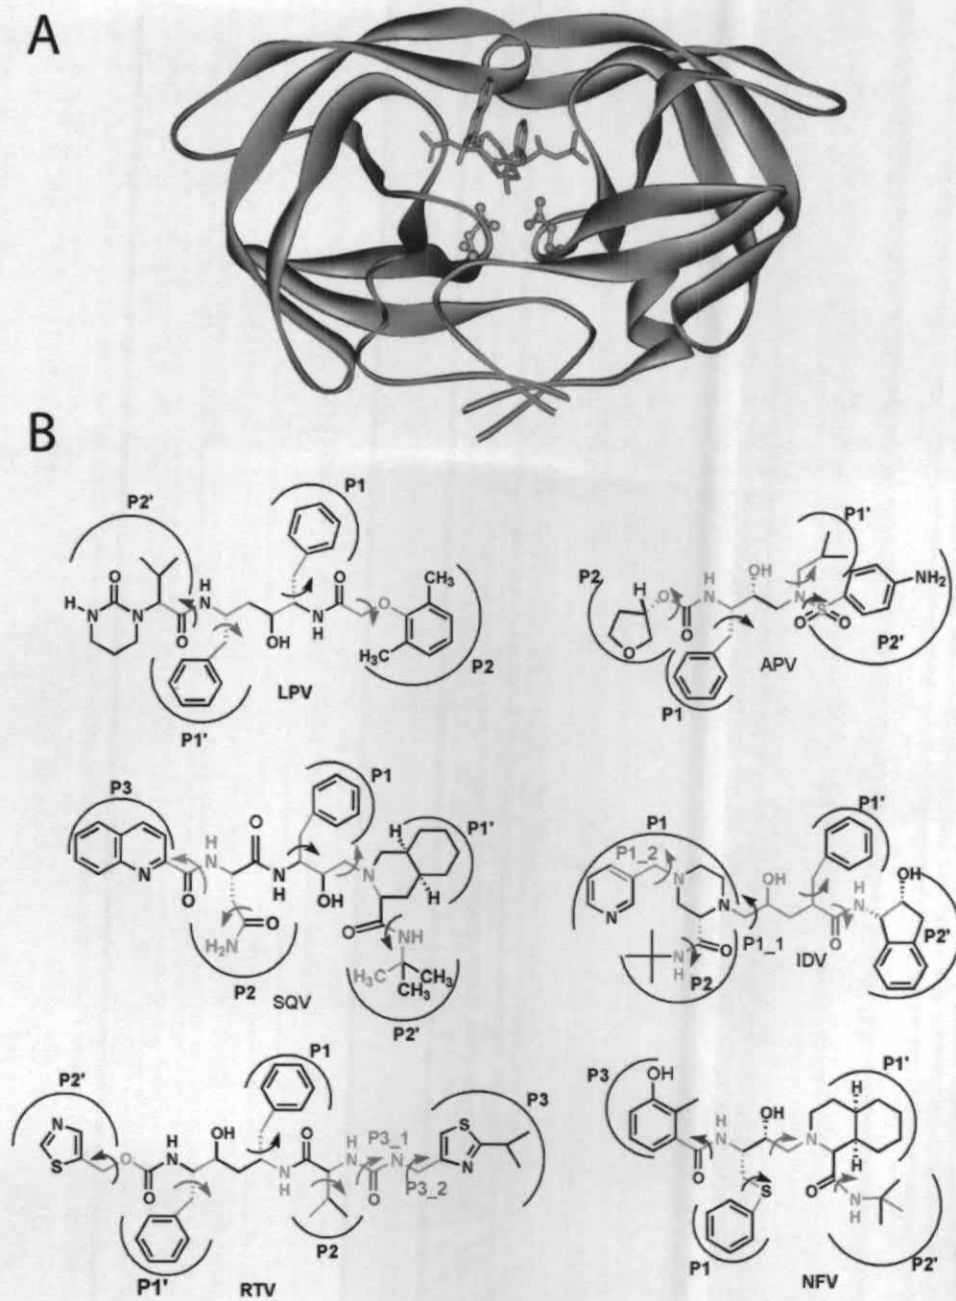 A
B
P2'
P1
O
H
N
H
N
N
O
OH
N
H
O
O
CH₃
H₃C
P2
P1'
LPV
P2
H
O
O
O
H
N
OH
N
S
O
O
P1'
NH₂
P2'
APV
P1
P3
N
O
H
N
O
H₂N
O
P2
N
H
OH
P1
N
H
H
P1'
O
NH
H₃C
CH₃
CH₃
P2'
SQV
P1
P1_2
N
N
N
O
N
H
P2
P1_1
OH
P1'
O
H
N
OH
P2'
IDV
P2'
N
S
O
O
H
N
OH
P1'
P1
N
H
O
P2
H
N
P3_1
O
N
P3_2
S
N
P3
RTV
P3
OH
O
H
N
OH
S
P1
N
H
H
P1'
O
N
H
P2'
NFV